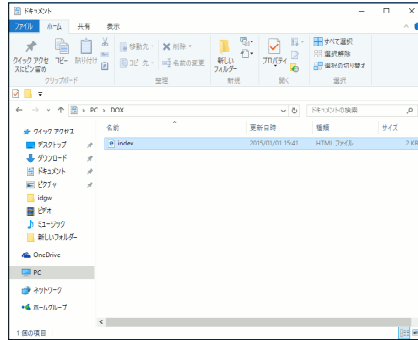 ドキュメント
ファイル ホーム 共有 表示
クイック アクセスにピン留め コピー 貼り付け
移動先 削除
コピー先 名前の変更
新しいフォルダー
プロパティ
すべて選択
選択解除
選択の切り替え
クリップボード 整理 新規 開く 選択
PC › DOX
ドキュメントの検索
名前 更新日時 種類 サイズ
index 2015/01/01 15:41 HTML ファイル 2 KB
クイック アクセス
デスクトップ
ダウンロード
ドキュメント
ピクチャ
idgw
ビデオ
ミュージック
新しいフォルダー
OneDrive
PC
ネットワーク
ホームグループ
1 個の項目